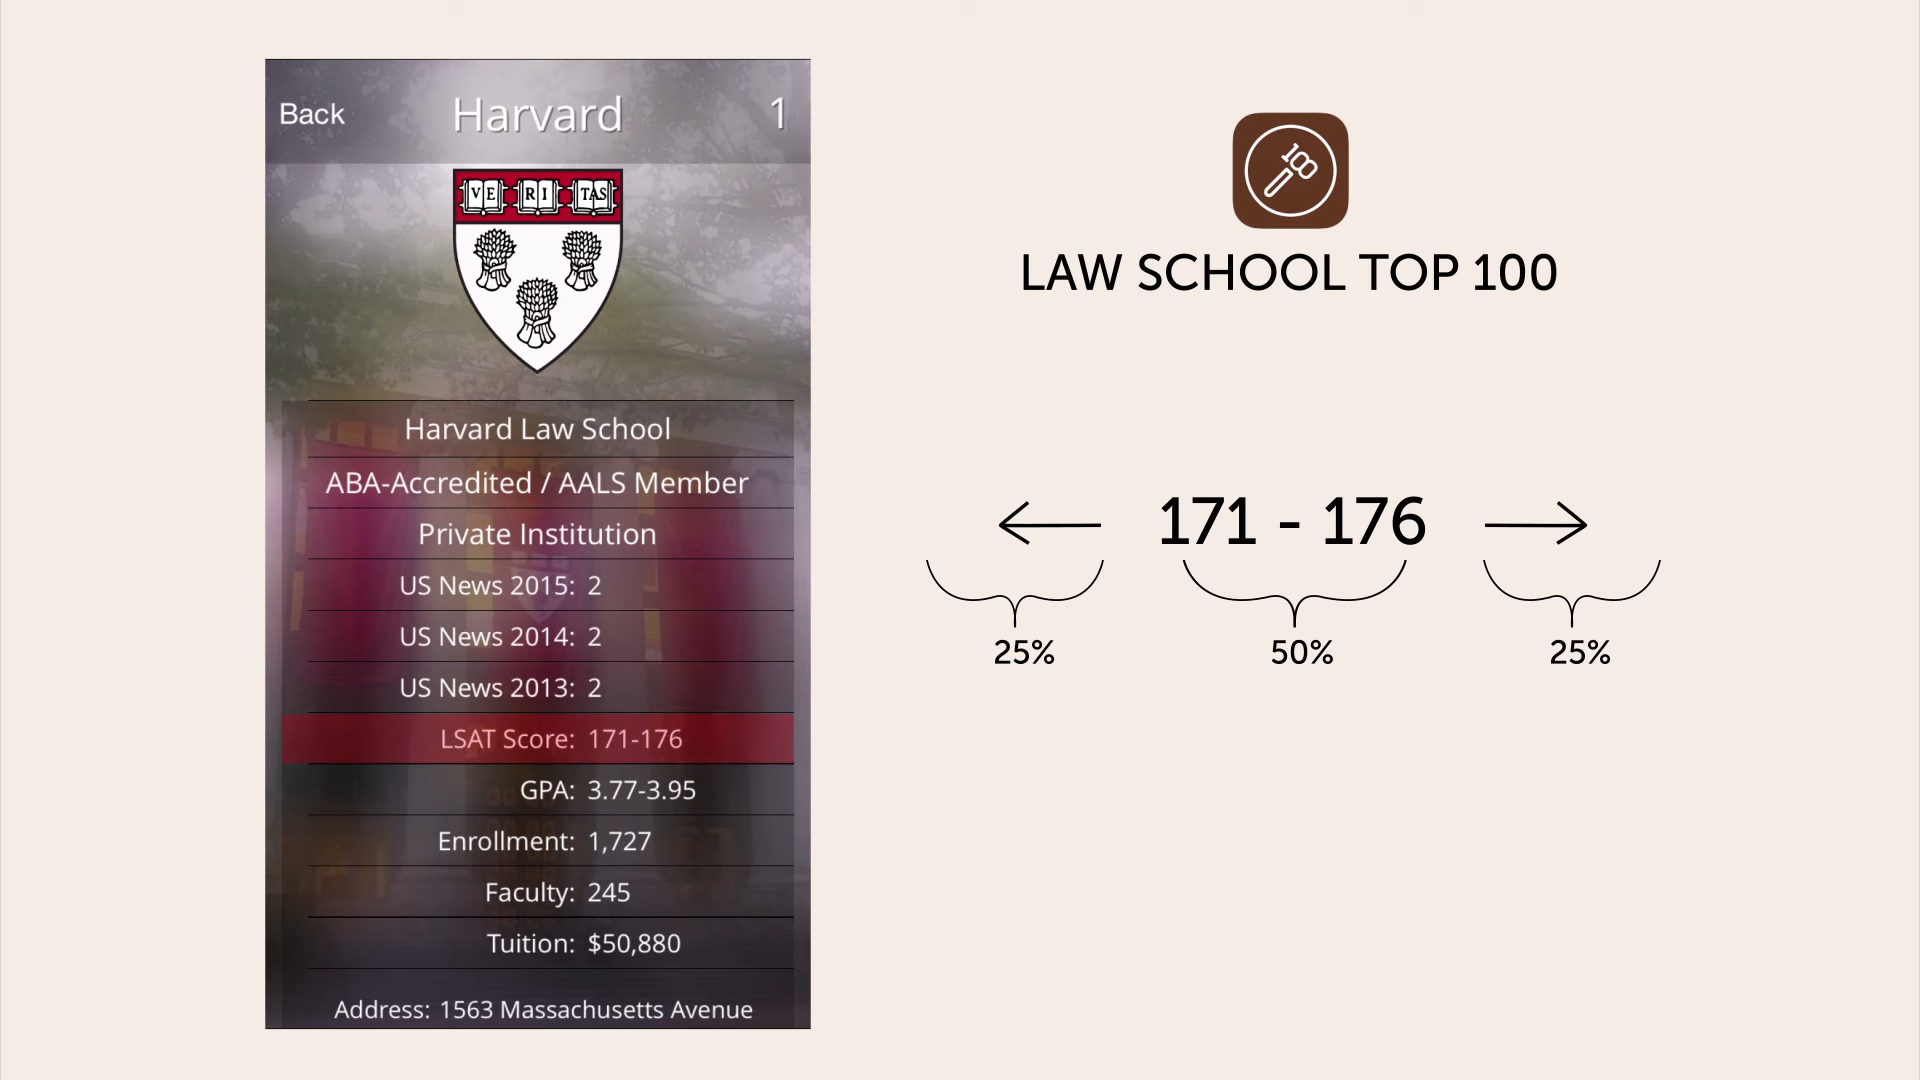 Back Harvard 1
VE RI TAS
Harvard Law School
ABA-Accredited / AALS Member
Private Institution
US News 2015: 2
US News 2014: 2
US News 2013: 2
LSAT Score: 171-176
GPA: 3.77-3.95
Enrollment: 1,727
Faculty: 245
Tuition: $50,880
Address: 1563 Massachusetts Avenue
100
LAW SCHOOL TOP 100
171 - 176
25% 50% 25%